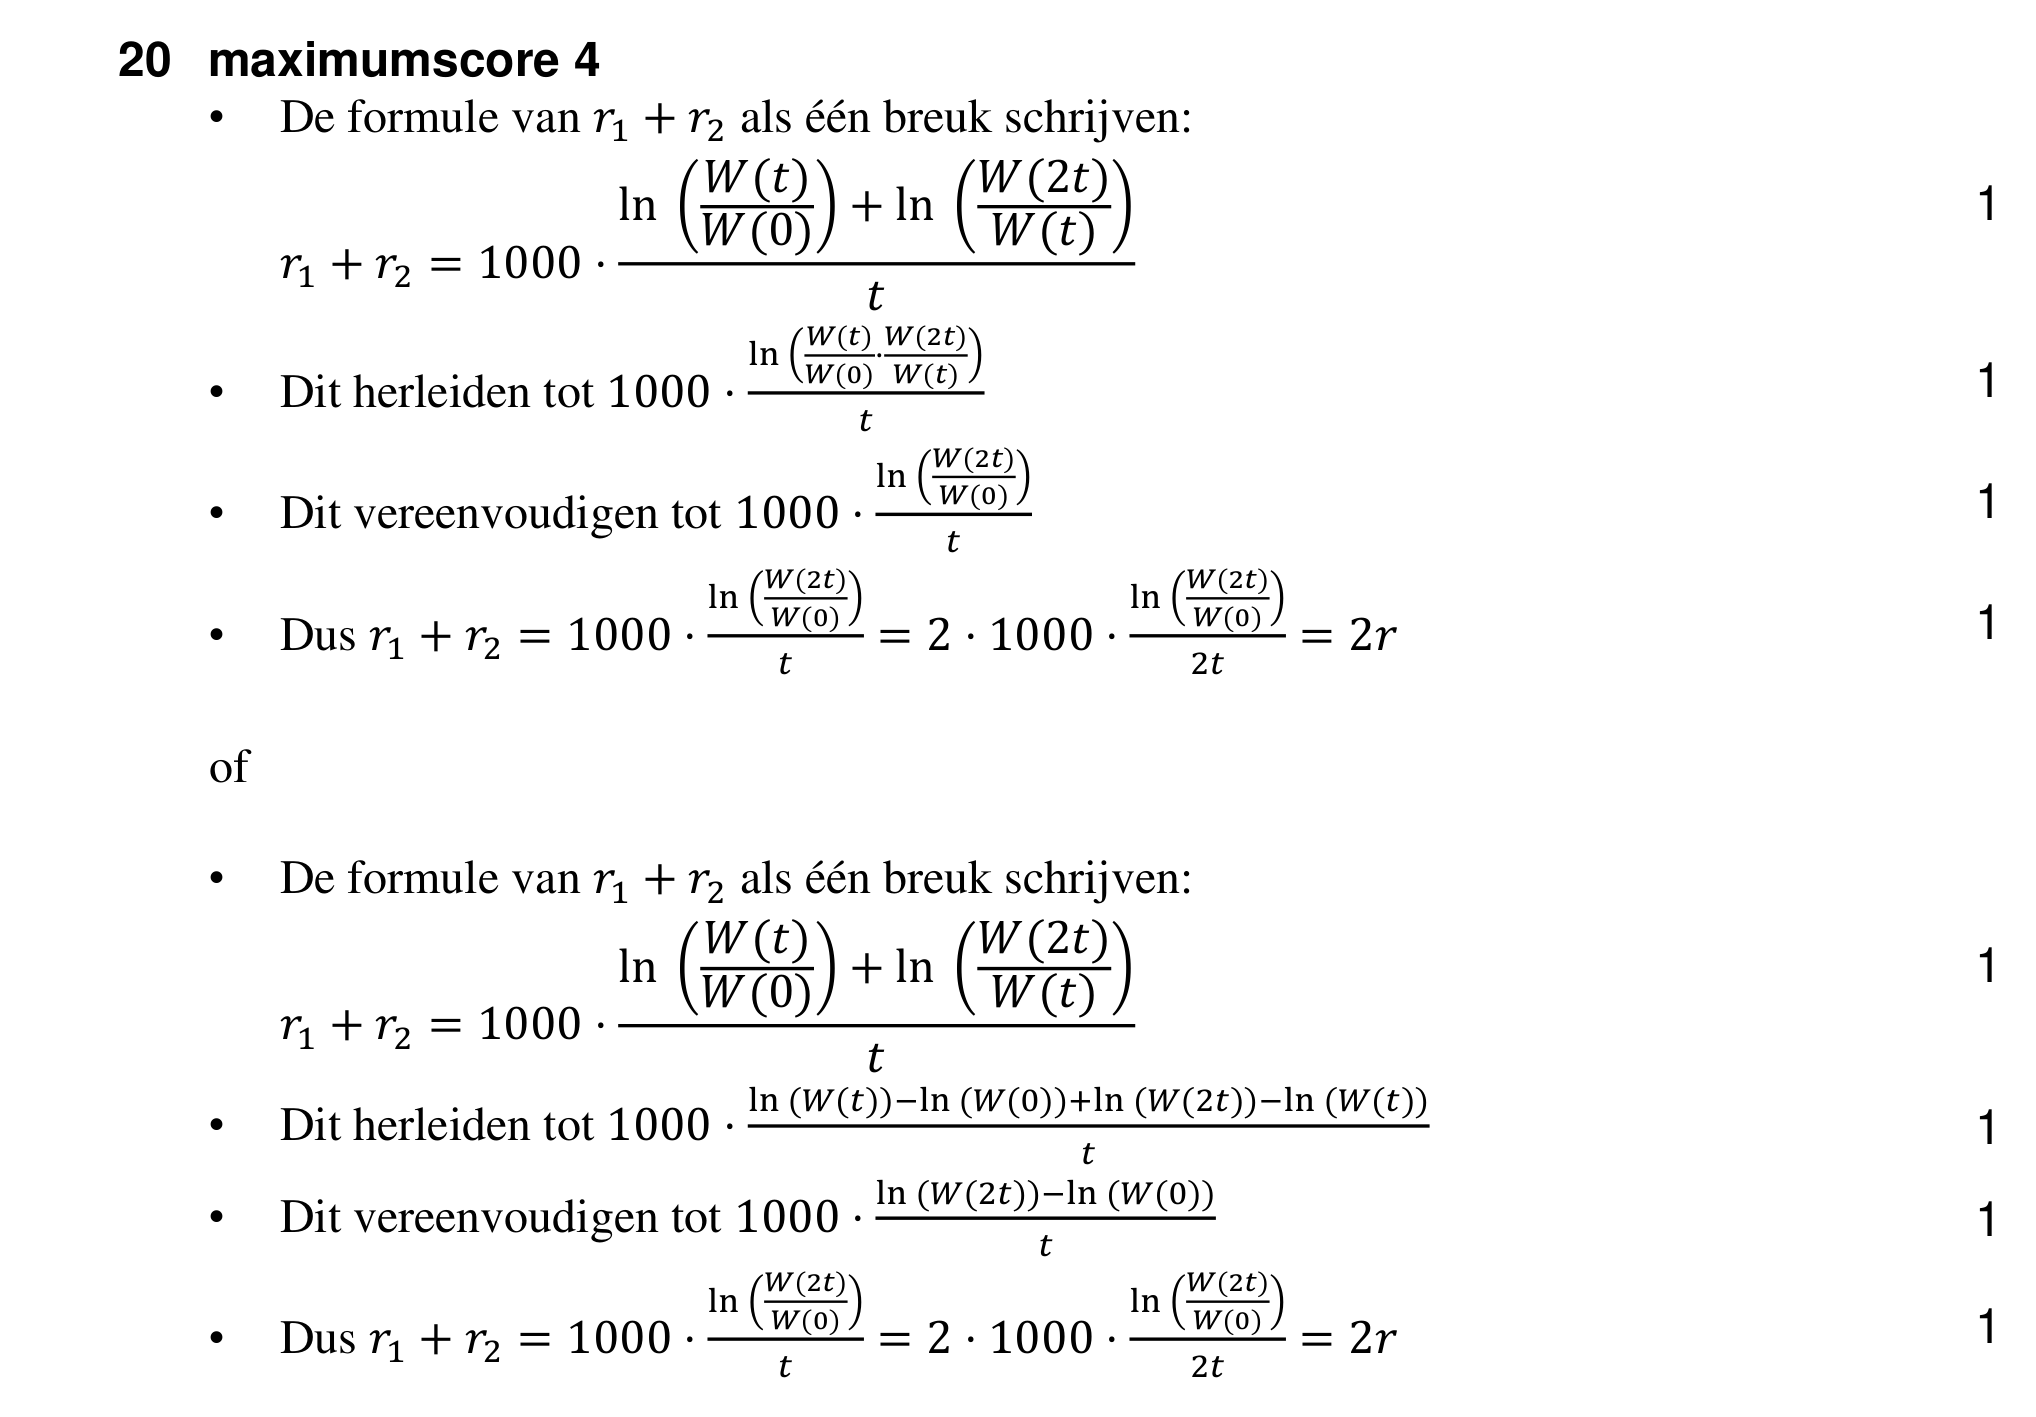 20 maximumscore 4
• De formule van r₁ + r₂ als één breuk schrijven:
r₁ + r₂ = 1000 · (ln (W(t)/W(0)) + ln (W(2t)/W(t)))/t 1
• Dit herleiden tot 1000 · ln (W(t)/W(0) · W(2t)/W(t))/t 1
• Dit vereenvoudigen tot 1000 · ln (W(2t)/W(0))/t 1
• Dus r₁ + r₂ = 1000 · ln (W(2t)/W(0))/t = 2 · 1000 · ln (W(2t)/W(0))/2t = 2r 1
of
• De formule van r₁ + r₂ als één breuk schrijven:
r₁ + r₂ = 1000 · (ln (W(t)/W(0)) + ln (W(2t)/W(t)))/t 1
• Dit herleiden tot 1000 · (ln (W(t))−ln (W(0))+ln (W(2t))−ln (W(t)))/t 1
• Dit vereenvoudigen tot 1000 · (ln (W(2t))−ln (W(0)))/t 1
• Dus r₁ + r₂ = 1000 · ln (W(2t)/W(0))/t = 2 · 1000 · ln (W(2t)/W(0))/2t = 2r 1